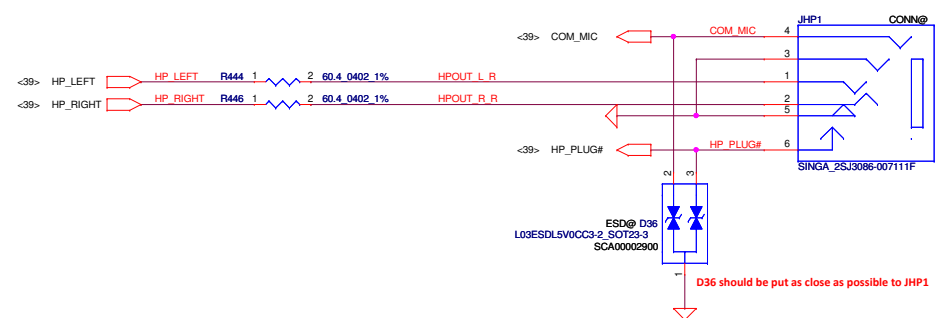 JHP1 CONN@
<39> COM_MIC COM_MIC 4
3
<39> HP_LEFT HP_LEFT R444 1 2 60.4_0402_1% HPOUT_L_R 1
<39> HP_RIGHT HP_RIGHT R446 1 2 60.4_0402_1% HPOUT_R_R 2
5
<39> HP_PLUG# HP_PLUG# 6
SINGA_2SJ3086-007111F
2 3
ESD@ D36
L03ESDL5V0CC3-2_SOT23-3
SCA00002900
1
D36 should be put as close as possible to JHP1